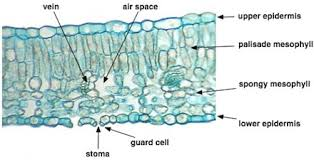 vein
air space
upper epidermis
palisade mesophyll
spongy mesophyll
lower epidermis
guard cell
stoma